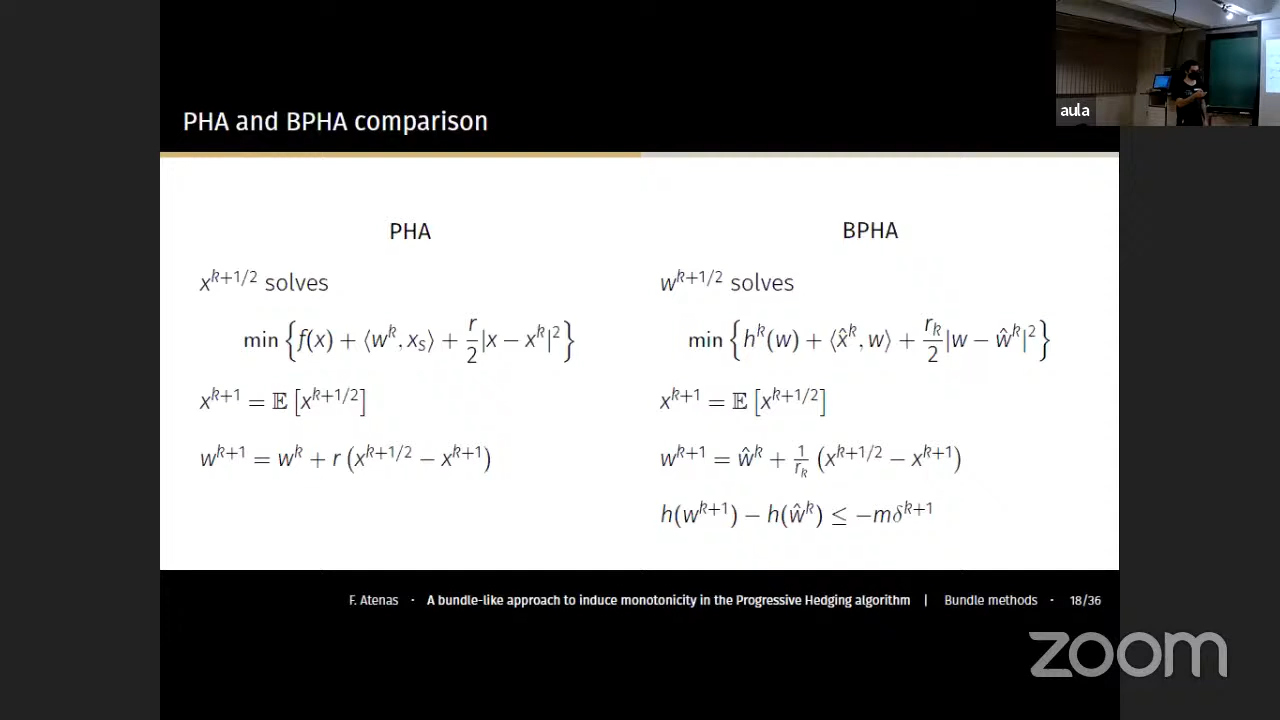 aula
PHA and BPHA comparison
PHA
x^{k+1/2} solves
min {f(x) + ⟨w^k, x_S⟩ + r/2 |x − x^k|^2}
x^{k+1} = 𝔼 [x^{k+1/2}]
w^{k+1} = w^k + r (x^{k+1/2} − x^{k+1})
BPHA
w^{k+1/2} solves
min {h^k(w) + ⟨x̂^k, w⟩ + r_k/2 |w − ŵ^k|^2}
x^{k+1} = 𝔼 [x^{k+1/2}]
w^{k+1} = ŵ^k + 1/r_k (x^{k+1/2} − x^{k+1})
h(w^{k+1}) − h(ŵ^k) ≤ −mδ^{k+1}
F. Atenas · A bundle-like approach to induce monotonicity in the Progressive Hedging algorithm | Bundle methods · 18/36
zoom